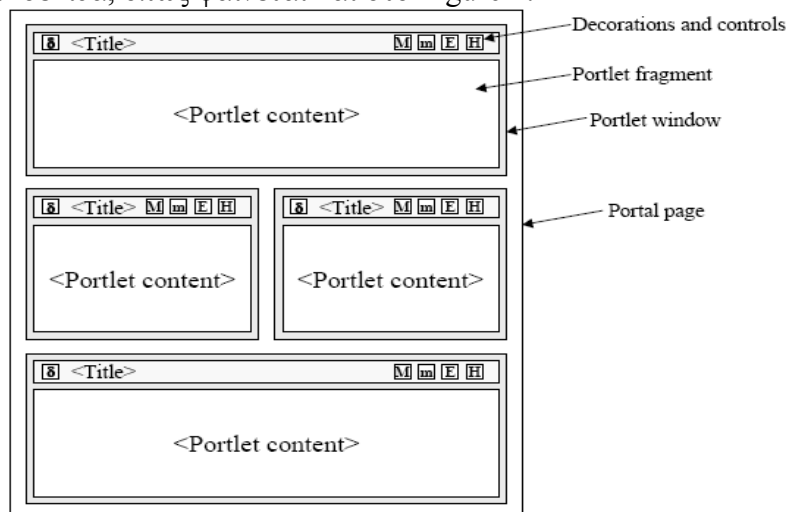 δ <Title> M m E H
Decorations and controls
Portlet fragment
<Portlet content>
Portlet window
δ <Title> M m E H
δ <Title> M m E H
Portal page
<Portlet content>
<Portlet content>
δ <Title> M m E H
<Portlet content>